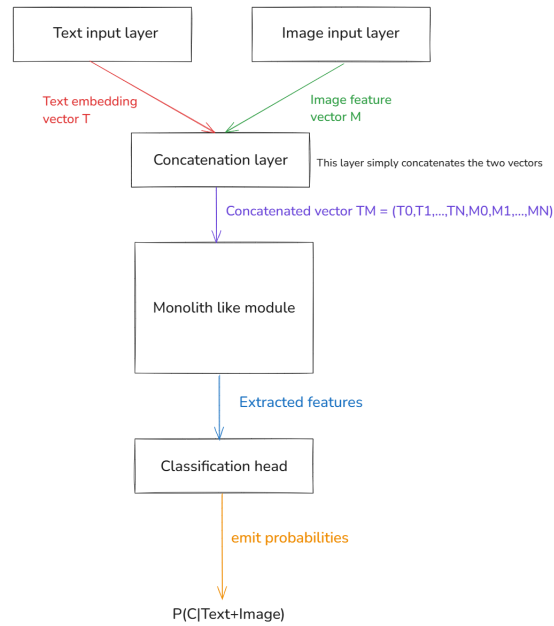 Text input layer
Image input layer
Text embedding
vector T
Image feature
vector M
Concatenation layer
This layer simply concatenates the two vectors
Concatenated vector TM = (T0,T1,...,TN,M0,M1,...,MN)
Monolith like module
Extracted features
Classification head
emit probabilities
P(C|Text+Image)